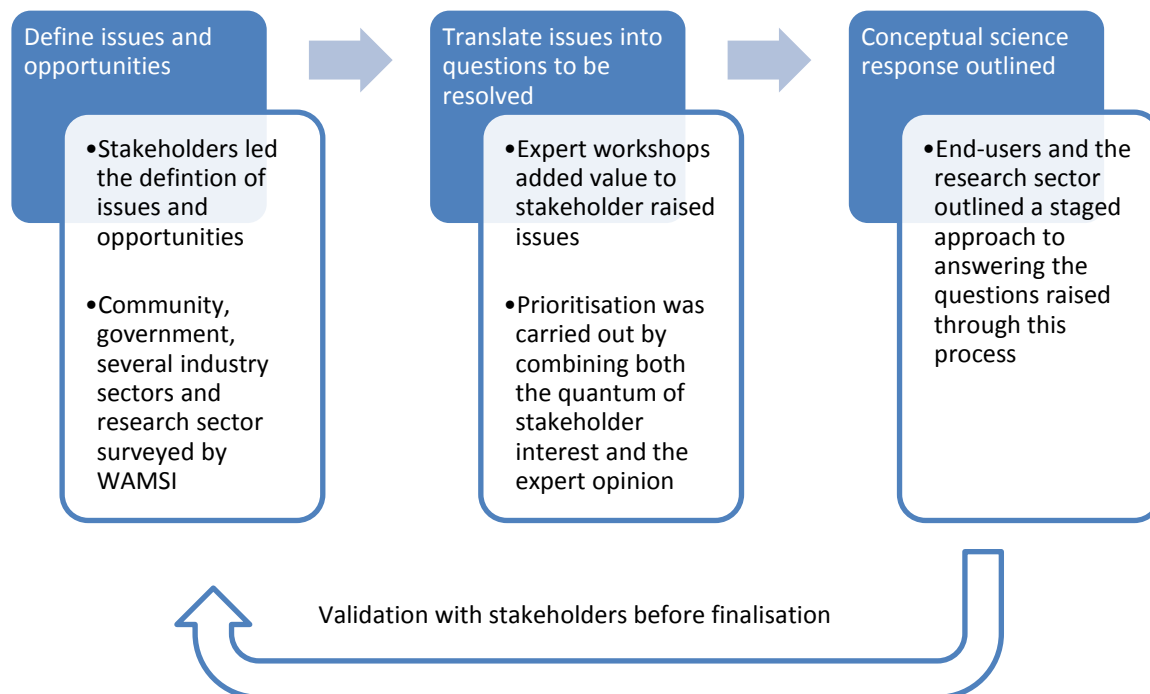 Define issues and
opportunities
•Stakeholders led
the defintion of
issues and
opportunities
•Community,
government,
several industry
sectors and
research sector
surveyed by
WAMSI
Translate issues into
questions to be
resolved
•Expert workshops
added value to
stakeholder raised
issues
•Prioritisation was
carried out by
combining both
the quantum of
stakeholder
interest and the
expert opinion
Conceptual science
response outlined
•End-users and the
research sector
outlined a staged
approach to
answering the
questions raised
through this
process
Validation with stakeholders before finalisation